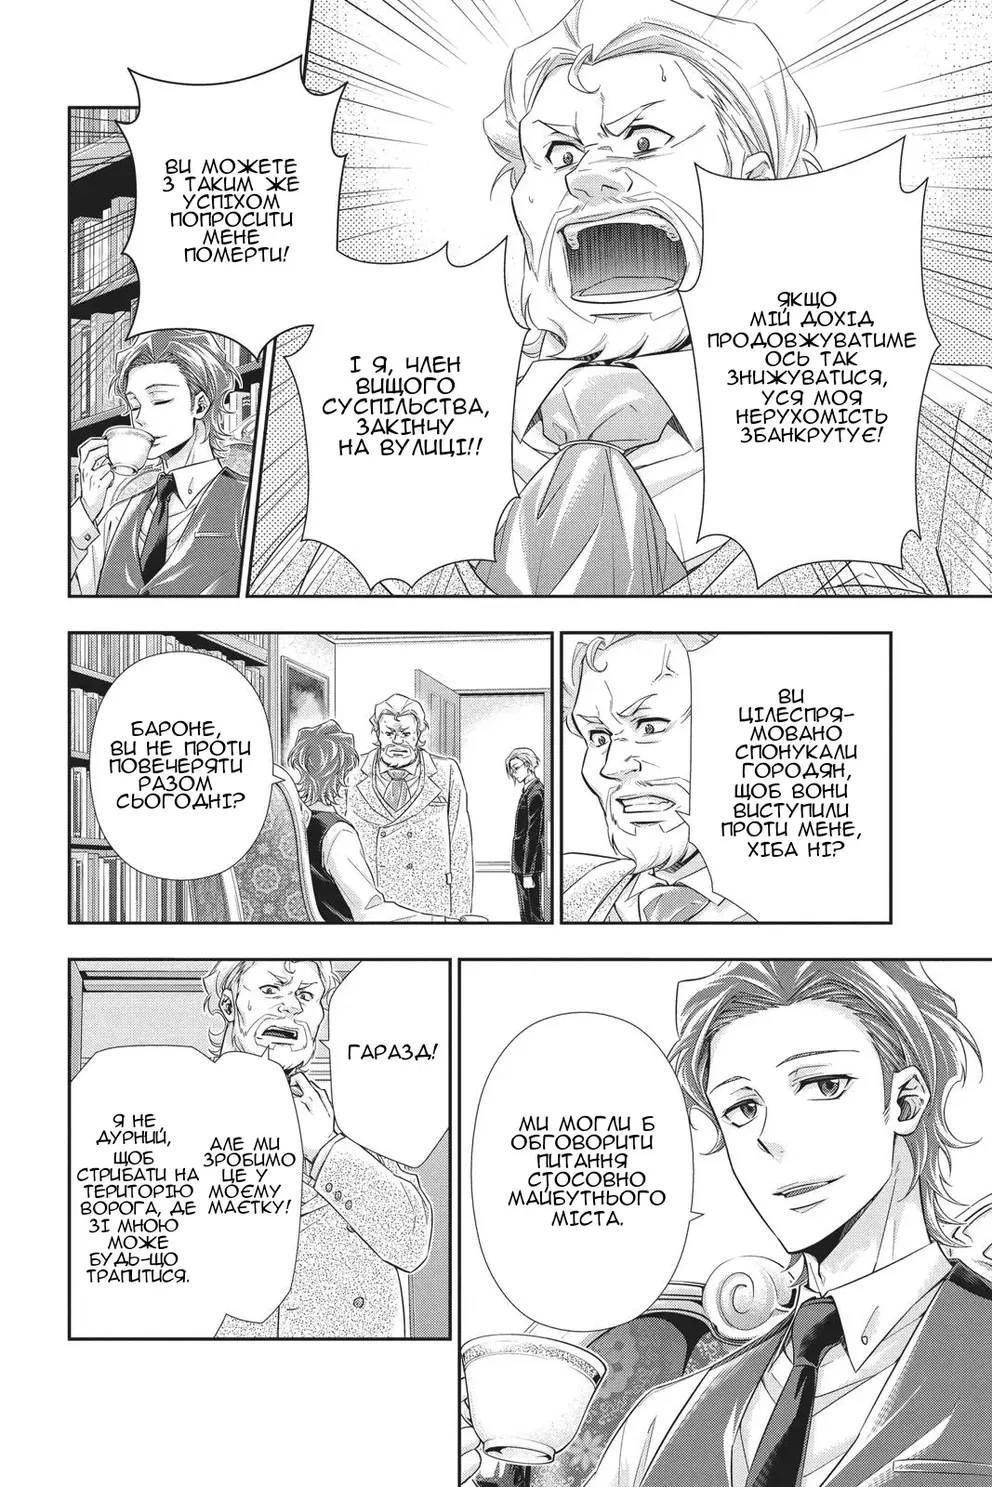 ЯКЩО
МІЙ ДОХІД
ПРОДОВЖУВАТИМЕ
ОСЬ ТАК
ЗНИЖУВАТИСЯ,
УСЯ МОЯ
НЕРУХОМІСТЬ
ЗБАНКРУТУЄ!
І Я, ЧЛЕН
ВИЩОГО
СУСПІЛЬСТВА,
ЗАКІНЧУ
НА ВУЛИЦІ!!
ВИ МОЖЕТЕ
З ТАКИМ ЖЕ
УСПІХОМ
ПОПРОСИТИ
МЕНЕ
ПОМЕРТИ!
ВИ
ЦІЛЕСПРЯ-
МОВАНО
СПОНУКАЛИ
ГОРОДЯН,
ЩОБ ВОНИ
ВИСТУПИЛИ
ПРОТИ МЕНЕ,
ХІБА НІ?
БАРОНЕ,
ВИ НЕ ПРОТИ
ПОВЕЧЕРЯТИ
РАЗОМ
СЬОГОДНІ?
МИ МОГЛИ Б
ОБГОВОРИТИ
ПИТАННЯ
СТОСОВНО
МАЙБУТНЬОГО
МІСТА.
ГАРАЗД!
АЛЕ МИ
ЗРОБИМО
ЦЕ У
МОЄМУ
МАЄТКУ!
Я НЕ
ДУРНИЙ,
ЩОБ
СТРИБАТИ НА
ТЕРИТОРІЮ
ВОРОГА, ДЕ
ЗІ МНОЮ
МОЖЕ
БУДЬ-ЩО
ТРАПИТИСЯ.